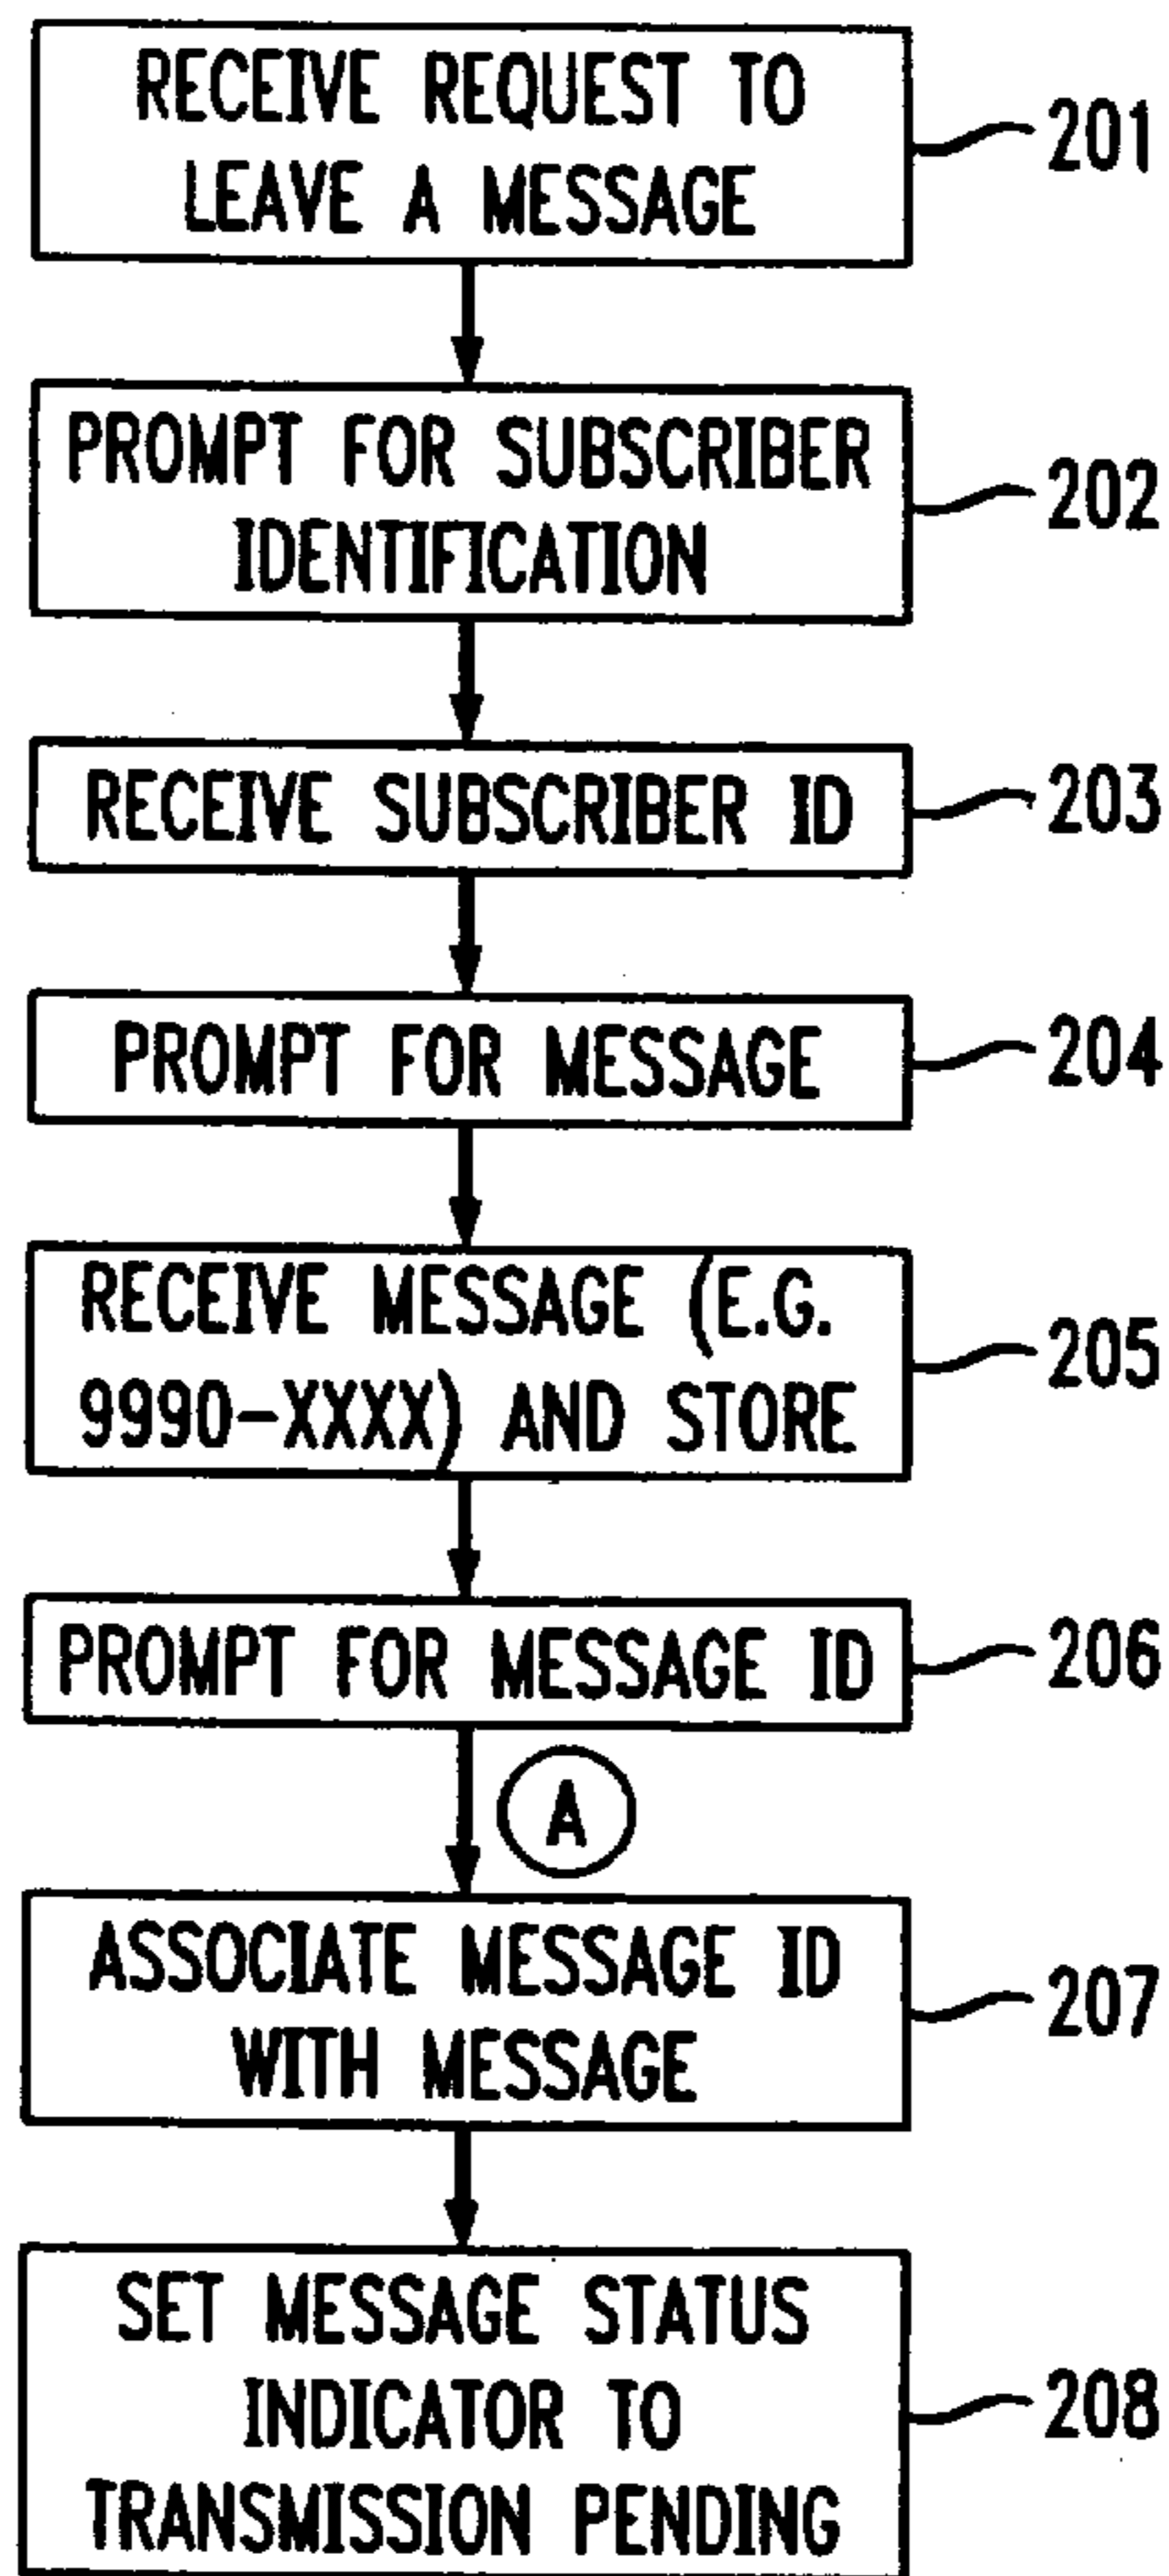 RECEIVE REQUEST TO
LEAVE A MESSAGE
201
PROMPT FOR SUBSCRIBER
IDENTIFICATION
202
RECEIVE SUBSCRIBER ID
203
PROMPT FOR MESSAGE
204
RECEIVE MESSAGE (E.G.
9990-XXXX) AND STORE
205
PROMPT FOR MESSAGE ID
206
A
ASSOCIATE MESSAGE ID
WITH MESSAGE
207
SET MESSAGE STATUS
INDICATOR TO
TRANSMISSION PENDING
208